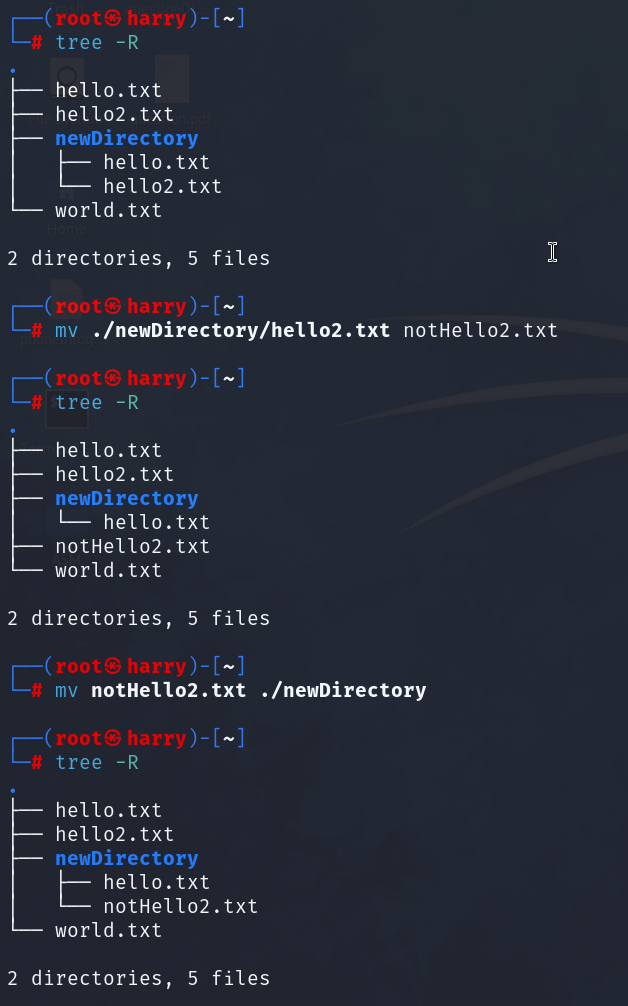 ┌──(root㉿harry)-[~]
└─# tree -R
.
├── hello.txt
├── hello2.txt
├── newDirectory
│   ├── hello.txt
│   └── hello2.txt
└── world.txt

2 directories, 5 files

┌──(root㉿harry)-[~]
└─# mv ./newDirectory/hello2.txt notHello2.txt

┌──(root㉿harry)-[~]
└─# tree -R
.
├── hello.txt
├── hello2.txt
├── newDirectory
│   └── hello.txt
├── notHello2.txt
└── world.txt

2 directories, 5 files

┌──(root㉿harry)-[~]
└─# mv notHello2.txt ./newDirectory

┌──(root㉿harry)-[~]
└─# tree -R
.
├── hello.txt
├── hello2.txt
├── newDirectory
│   ├── hello.txt
│   └── notHello2.txt
└── world.txt

2 directories, 5 files